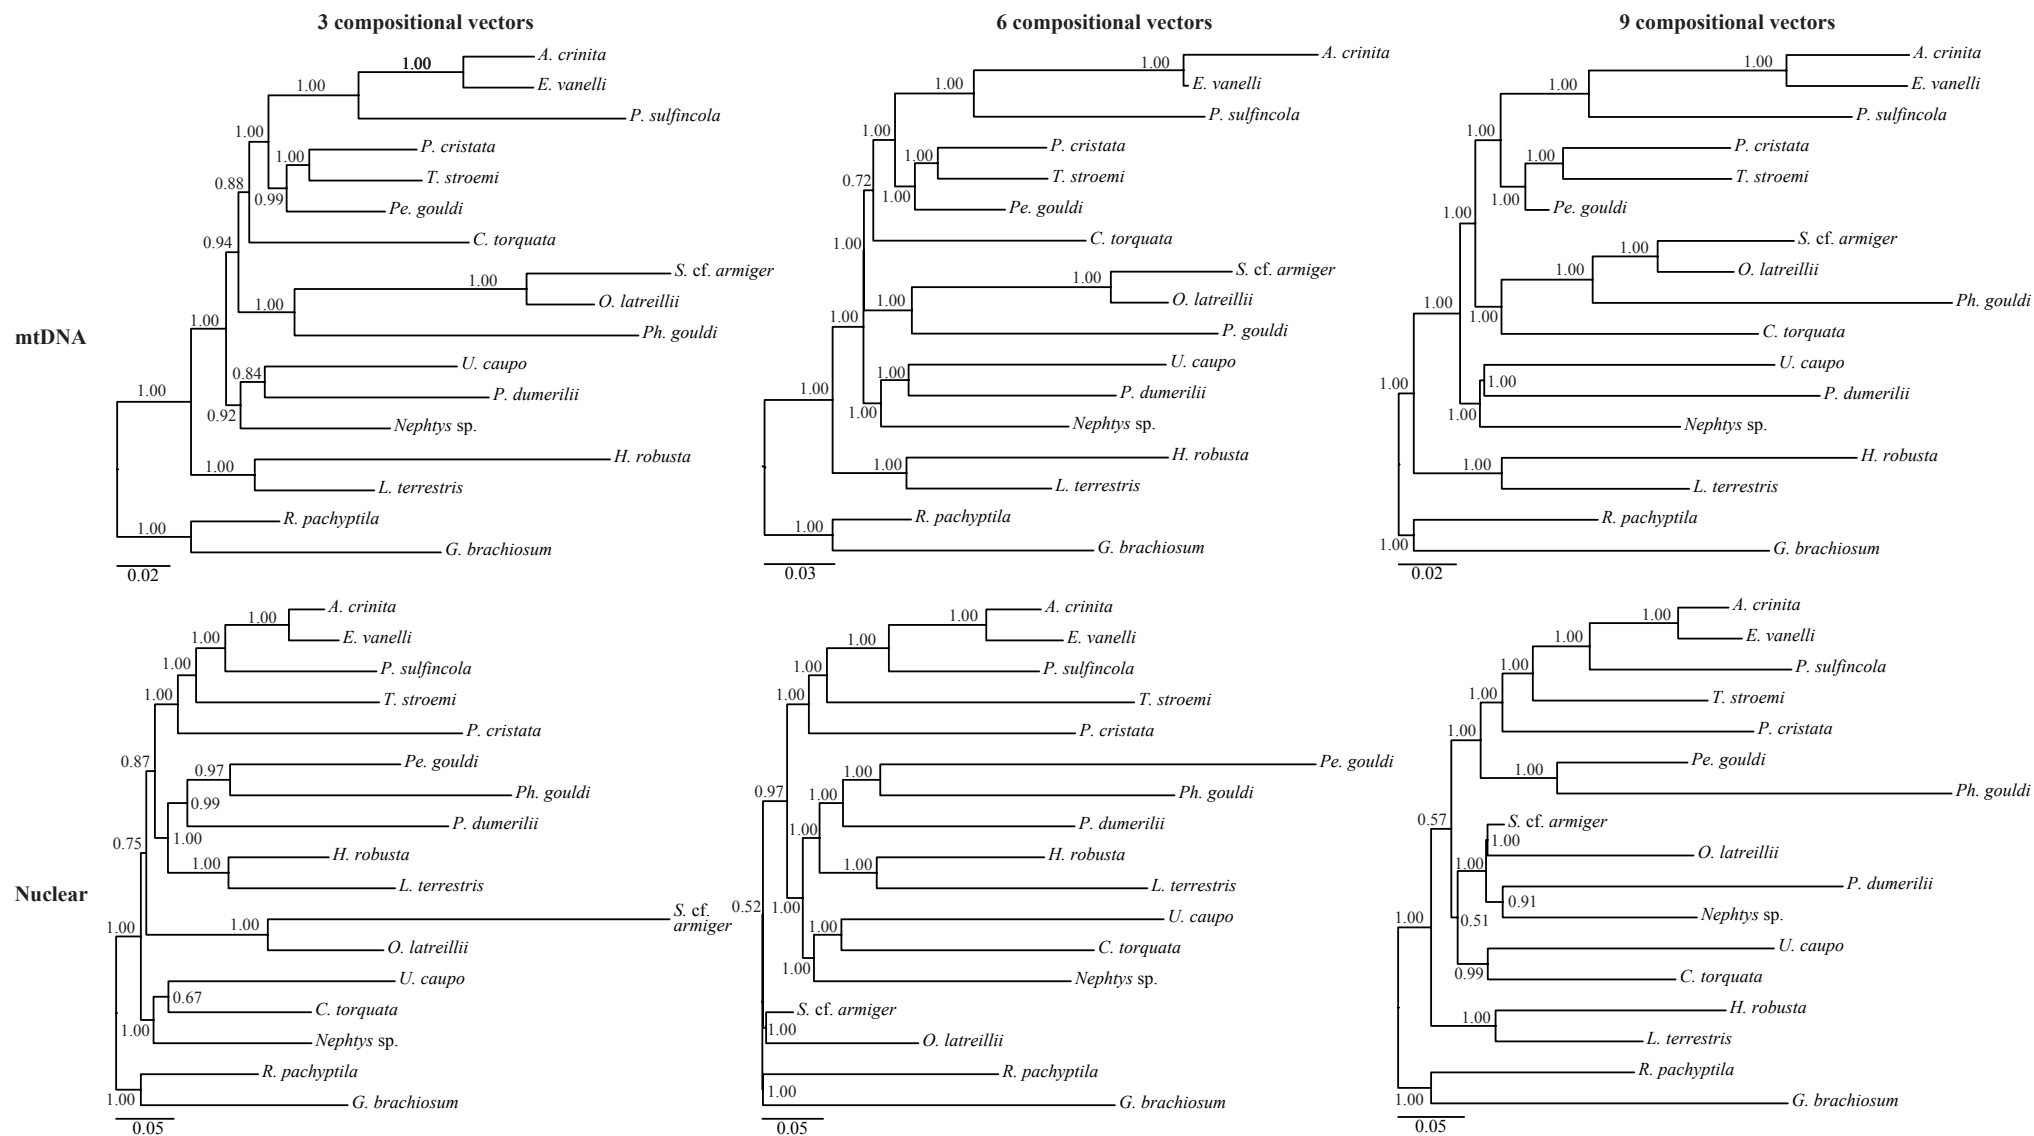 3 compositional vectors
6 compositional vectors
9 compositional vectors
mtDNA
1.00
A. crinita
1.00
E. vanelli
P. sulfincola
1.00
1.00
P. cristata
T. stroemi
0.88
0.99
Pe. gouldi
0.94
C. torquata
1.00
S. cf. armiger
1.00
O. latreillii
1.00
Ph. gouldi
0.84
U. caupo
P. dumerilii
1.00
0.92
Nephtys sp.
1.00
H. robusta
L. terrestris
1.00
R. pachyptila
G. brachiosum
0.02
1.00
A. crinita
1.00
E. vanelli
P. sulfincola
1.00
1.00
P. cristata
T. stroemi
0.72
1.00
Pe. gouldi
1.00
C. torquata
1.00
S. cf. armiger
1.00
O. latreillii
1.00
P. gouldi
U. caupo
1.00
P. dumerilii
1.00
1.00
Nephtys sp.
1.00
H. robusta
L. terrestris
1.00
R. pachyptila
G. brachiosum
0.03
1.00
A. crinita
1.00
E. vanelli
P. sulfincola
1.00
1.00
P. cristata
T. stroemi
1.00
1.00
Pe. gouldi
1.00
S. cf. armiger
1.00
O. latreillii
1.00
Ph. gouldi
1.00
C. torquata
U. caupo
1.00
1.00
P. dumerilii
1.00
Nephtys sp.
1.00
H. robusta
L. terrestris
R. pachyptila
1.00
G. brachiosum
0.02
Nuclear
1.00
A. crinita
1.00
E. vanelli
1.00
P. sulfincola
1.00
T. stroemi
P. cristata
0.87
0.97
Pe. gouldi
0.99
Ph. gouldi
P. dumerilii
0.75
1.00
1.00
H. robusta
L. terrestris
1.00
1.00
S. cf.
armiger
O. latreillii
U. caupo
0.67
C. torquata
1.00
Nephtys sp.
R. pachyptila
1.00
G. brachiosum
0.05
1.00
A. crinita
1.00
E. vanelli
1.00
P. sulfincola
1.00
T. stroemi
P. cristata
1.00
Pe. gouldi
0.97
1.00
Ph. gouldi
P. dumerilii
1.00
1.00
H. robusta
L. terrestris
0.52
1.00
1.00
U. caupo
C. torquata
1.00
Nephtys sp.
S. cf. armiger
1.00
O. latreillii
R. pachyptila
1.00
G. brachiosum
0.05
1.00
A. crinita
1.00
E. vanelli
1.00
P. sulfincola
1.00
T. stroemi
1.00
P. cristata
1.00
Pe. gouldi
Ph. gouldi
0.57
S. cf. armiger
1.00
O. latreillii
1.00
P. dumerilii
0.91
Nephtys sp.
1.00
0.51
U. caupo
0.99
C. torquata
1.00
H. robusta
L. terrestris
R. pachyptila
1.00
G. brachiosum
0.05